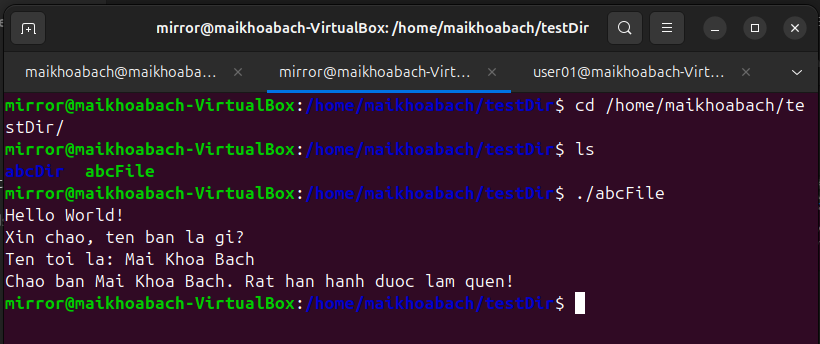 mirror@maikhoabach-VirtualBox: /home/maikhoabach/testDir
maikhoabach@maikhoaba...
mirror@maikhoabach-Virt...
user01@maikhoabach-Virt...
mirror@maikhoabach-VirtualBox:/home/maikhoabach/testDir$ cd /home/maikhoabach/te
stDir/
mirror@maikhoabach-VirtualBox:/home/maikhoabach/testDir$ ls
abcDir  abcFile
mirror@maikhoabach-VirtualBox:/home/maikhoabach/testDir$ ./abcFile
Hello World!
Xin chao, ten ban la gi?
Ten toi la: Mai Khoa Bach
Chao ban Mai Khoa Bach. Rat han hanh duoc lam quen!
mirror@maikhoabach-VirtualBox:/home/maikhoabach/testDir$